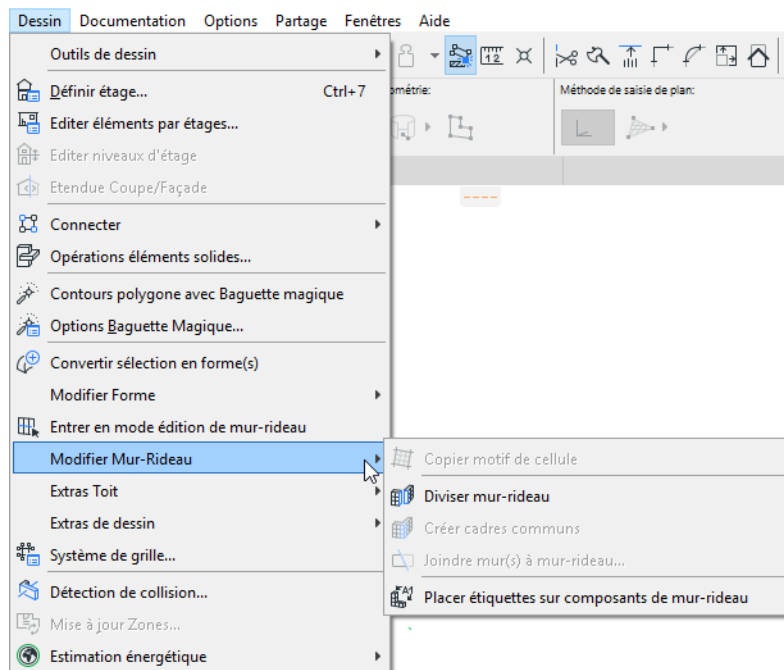 Dessin Documentation Options Partage Fenêtres Aide
Outils de dessin
Définir étage... Ctrl+7
ométrie:
Méthode de saisie de plan:
Editer éléments par étages...
Editer niveaux d'étage
Etendue Coupe/Façade
Connecter
Opérations éléments solides...
Contours polygone avec Baguette magique
Options Baguette Magique...
Convertir sélection en forme(s)
Modifier Forme
Entrer en mode édition de mur-rideau
Modifier Mur-Rideau
Extras Toit
Extras de dessin
Système de grille...
Détection de collision...
Mise à jour Zones...
Estimation énergétique
Copier motif de cellule
Diviser mur-rideau
Créer cadres communs
Joindre mur(s) à mur-rideau...
Placer étiquettes sur composants de mur-rideau